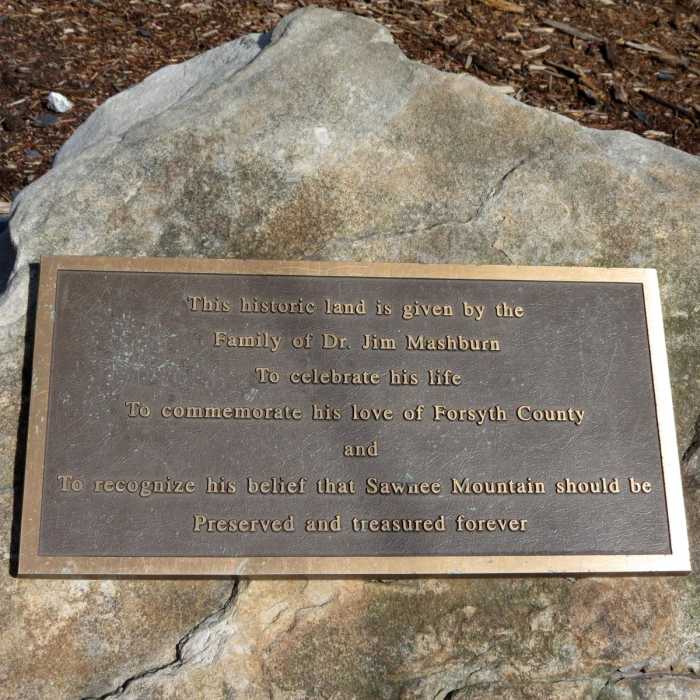 This historic land is given by the
Family of Dr. Jim Mashburn
To celebrate his life
To commemorate his love of Forsyth County
and
To recognize his belief that Sawnee Mountain should be
Preserved and treasured forever